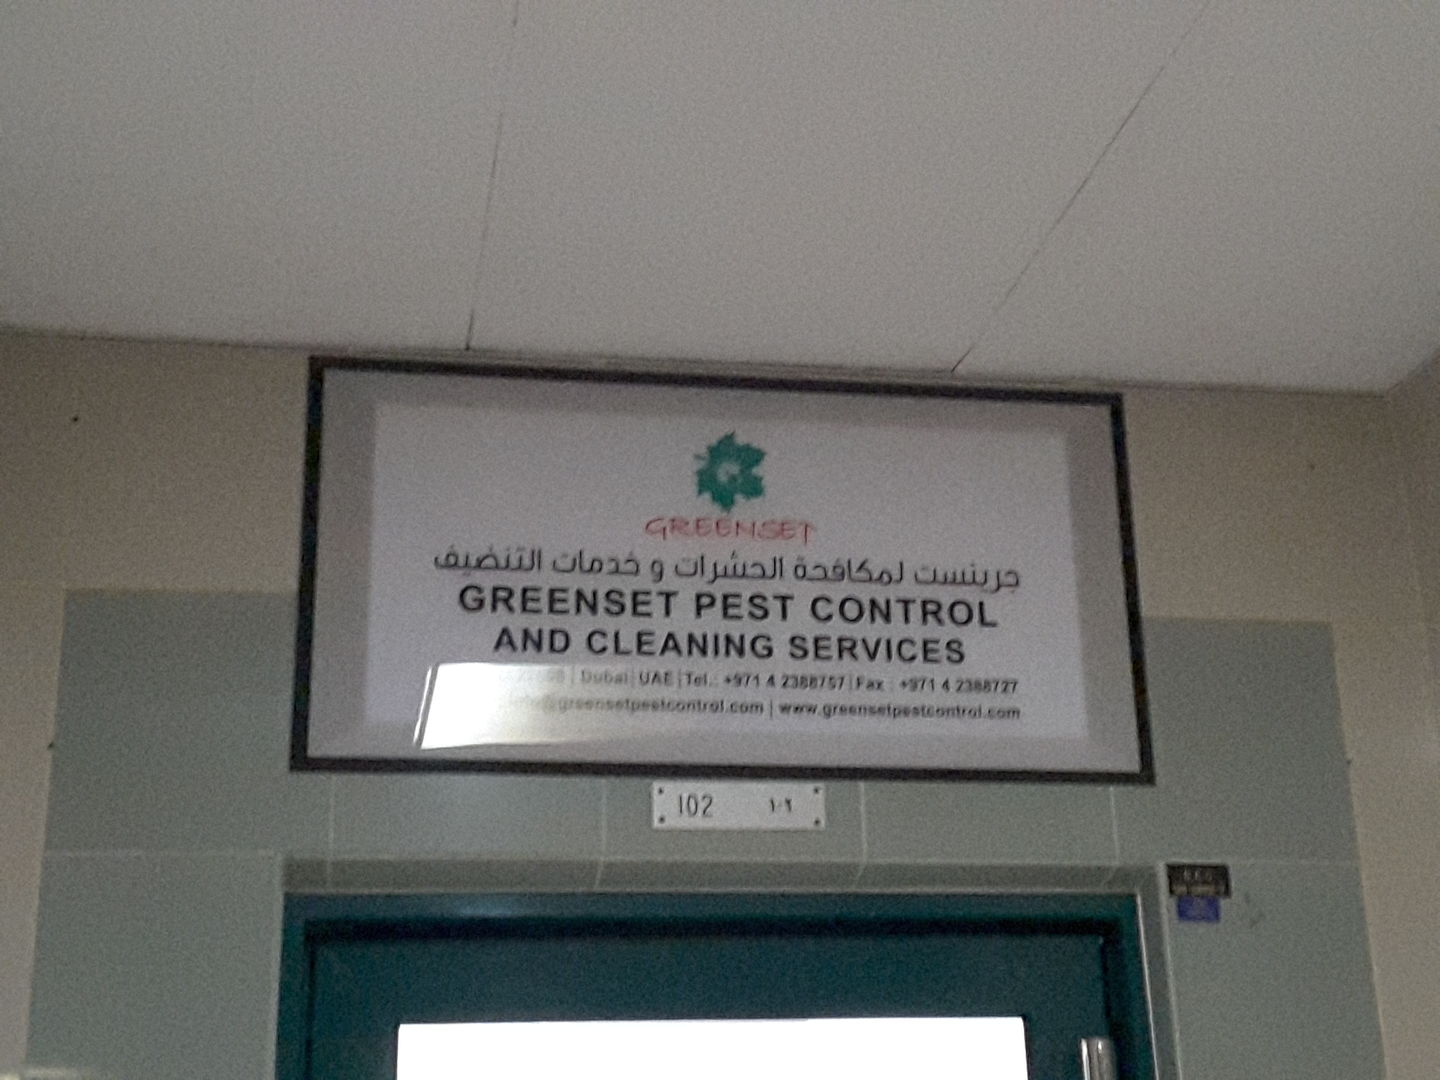 GREENSET
جرينست لمكافحة الحشرات و خدمات التنضيف
GREENSET PEST CONTROL
AND CLEANING SERVICES
| Dubai | UAE | Tel.: +971 4 2388757 | Fax : +971 4 2388727
@greensetpestcontrol.com | www.greensetpestcontrol.com
102 ١٠٢